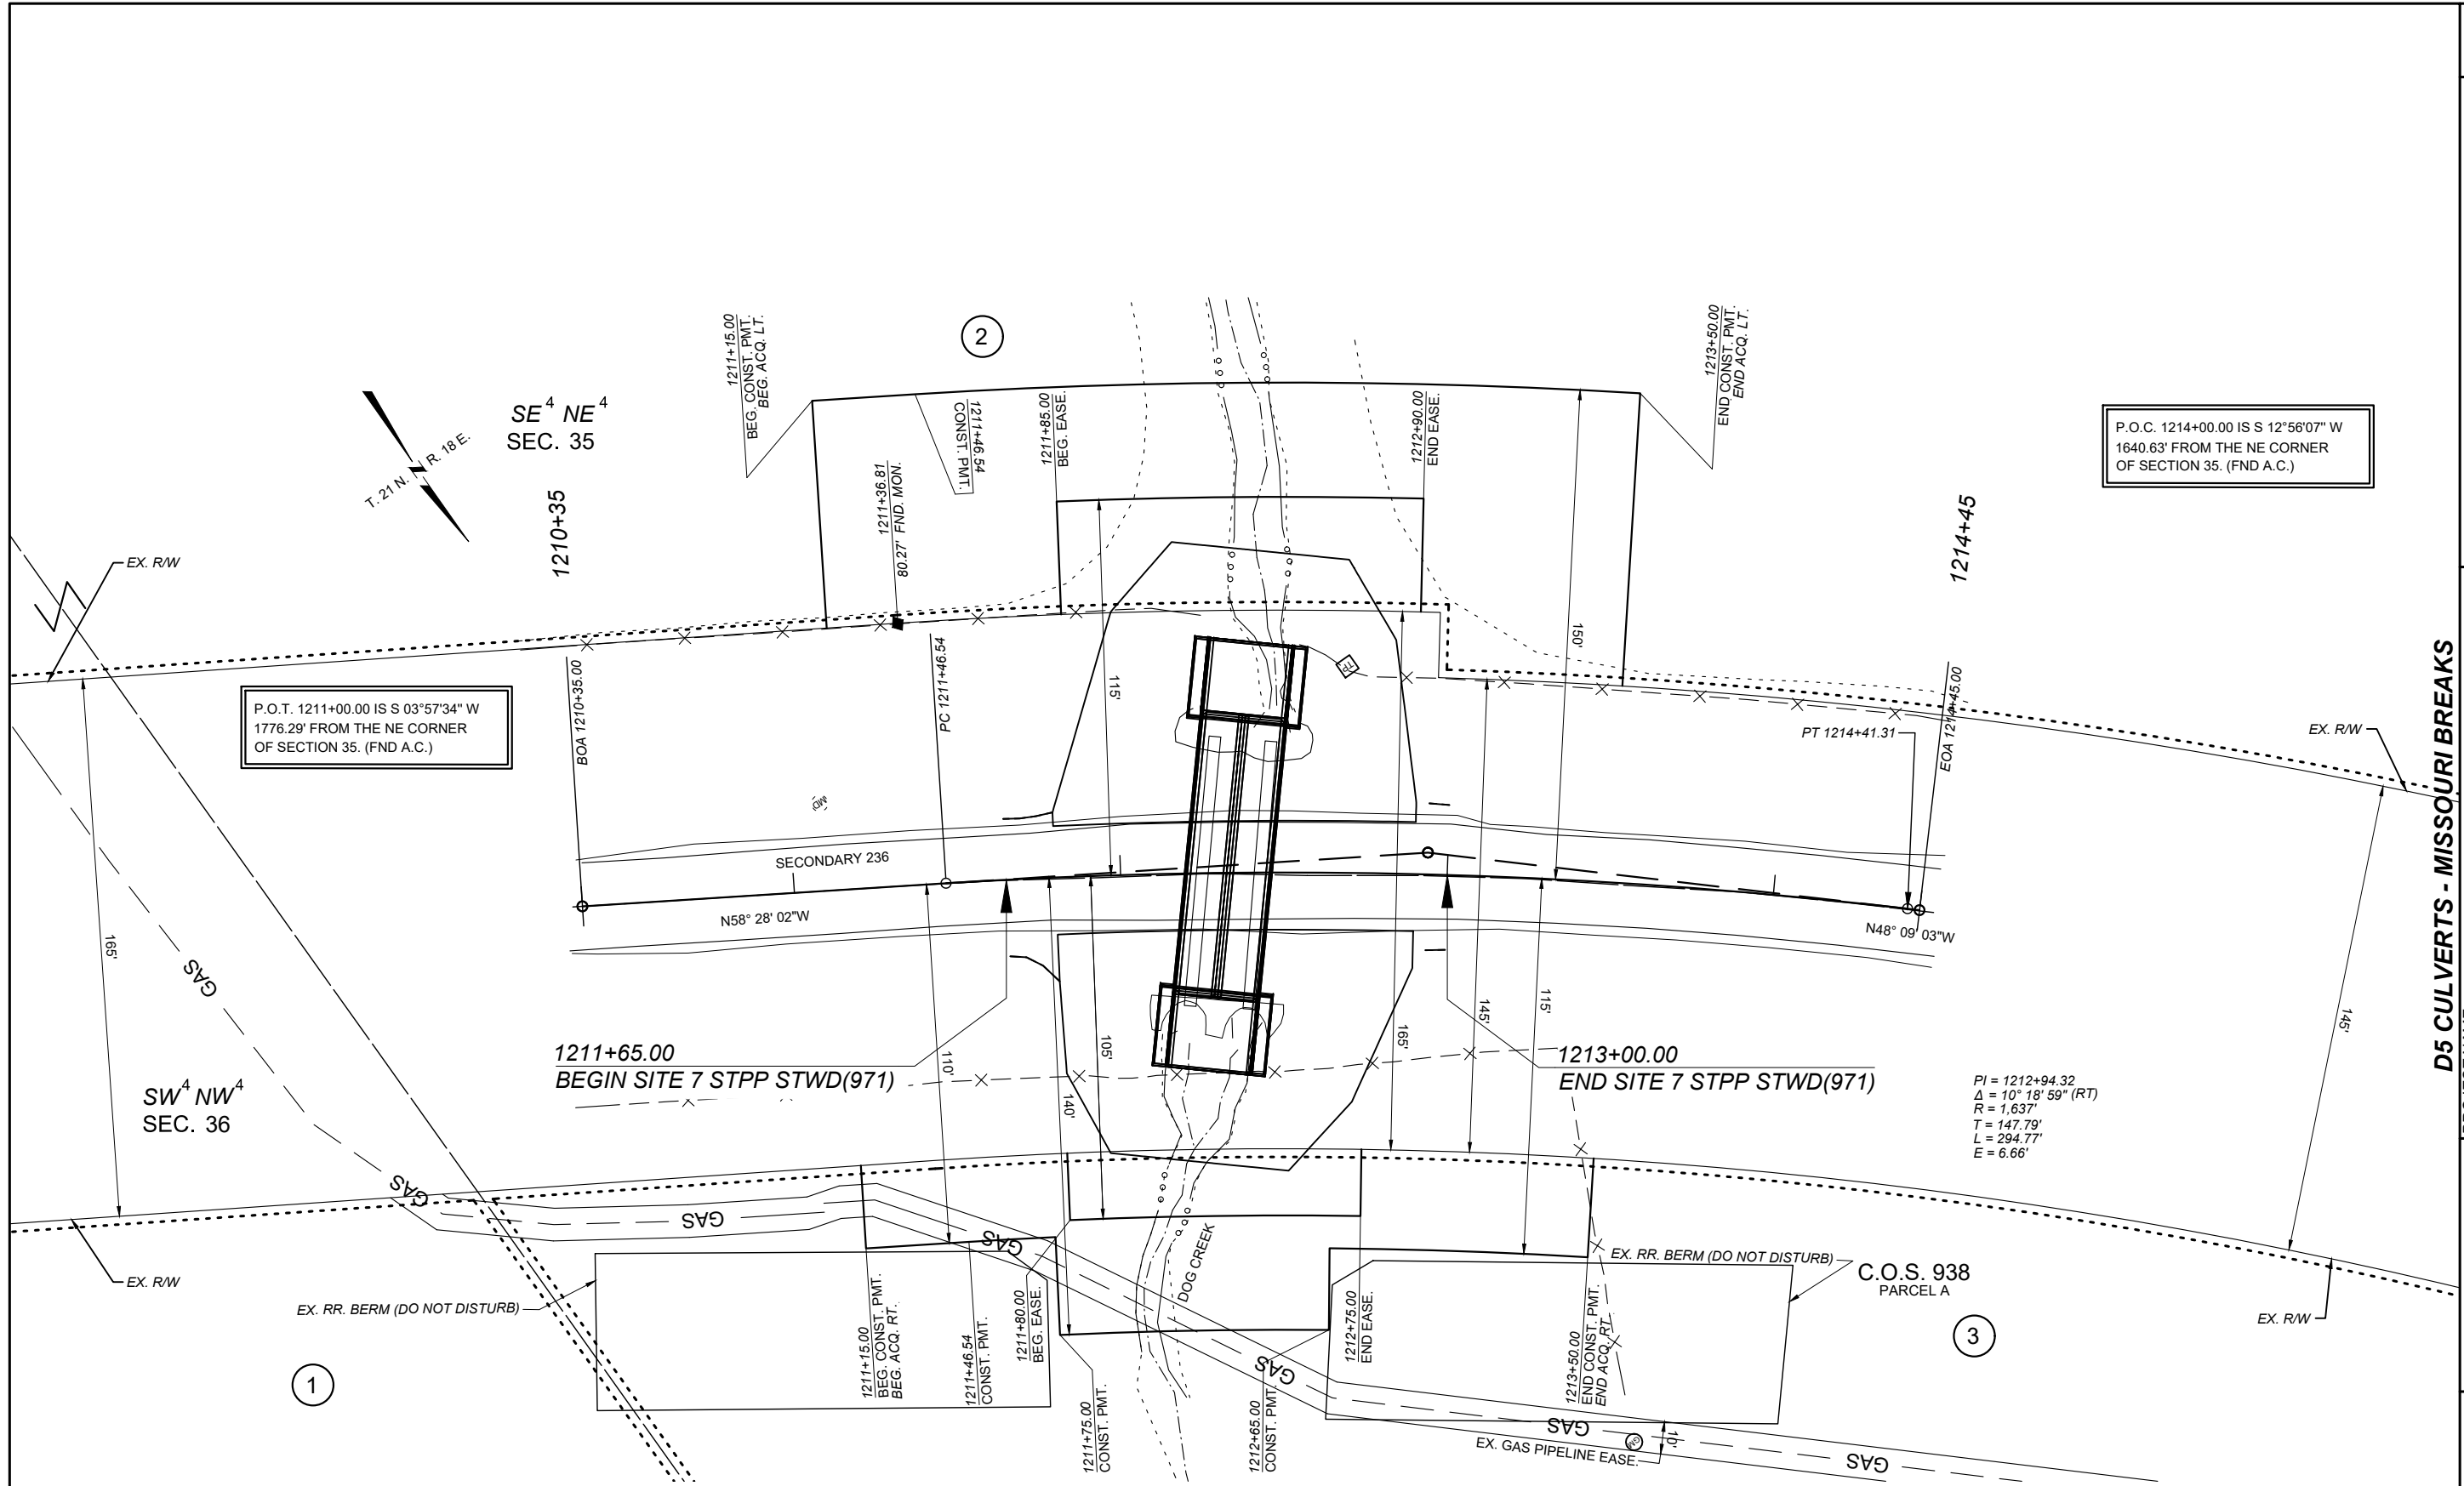 1211+15.00
BEG. CONST. PMT.
BEG. ACQ. LT.
2
1213+50.00
END CONST. PMT.
END ACQ. LT.
SE 4 NE 4
SEC. 35
T. 21 N. R. 18 E.
1210+35
1211+36.81
80.27' FND. MON.
1211+46.54
CONST. PMT.
1211+85.00
BEG. EASE.
1212+90.00
END EASE.
P.O.C. 1214+00.00 IS S 12°56'07" W
1640.63' FROM THE NE CORNER
OF SECTION 35. (FND A.C.)
1214+45
EX. R/W
P.O.T. 1211+00.00 IS S 03°57'34" W
1776.29' FROM THE NE CORNER
OF SECTION 35. (FND A.C.)
BOA 1210+35.00
PC 1211+46.54
115'
150'
TP
PT 1214+41.31
EOA 1214+45.00
EX. R/W
D5 CULVERTS - MISSOURI BREAKS
MD
SECONDARY 236
N58° 28' 02"W
N48° 09' 03"W
165'
GAS
1211+65.00
BEGIN SITE 7 STPP STWD(971)
110'
140'
105'
165'
145'
115'
145'
1213+00.00
END SITE 7 STPP STWD(971)
PI = 1212+94.32
Δ = 10° 18' 59" (RT)
R = 1,637'
T = 147.79'
L = 294.77'
E = 6.66'
SW 4 NW 4
SEC. 36
GAS
GAS
GAS
DOG CREEK
EX. R/W
EX. RR. BERM (DO NOT DISTURB)
EX. RR. BERM (DO NOT DISTURB)
C.O.S. 938
PARCEL A
EX. R/W
1
3
1211+15.00
BEG. CONST. PMT.
BEG. ACQ. RT.
1211+46.54
CONST. PMT.
1211+80.00
BEG. EASE.
1211+75.00
CONST. PMT.
1212+65.00
CONST. PMT.
1212+75.00
END EASE.
1213+50.00
END CONST. PMT.
END ACQ. RT.
GAS
GAS
GM
10'
EX. GAS PIPELINE EASE.
GAS